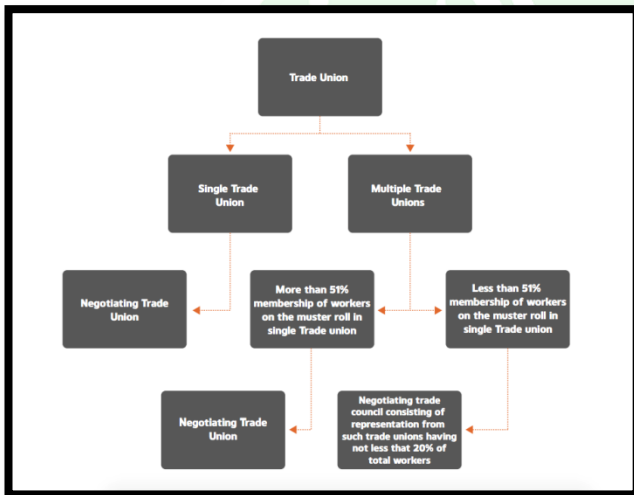 Trade Union
Single Trade
Union
Multiple Trade
Unions
Negotiating Trade
Union
More than 51%
membership of workers
on the muster roll in
single Trade union
Less than 51%
membership of workers
on the muster roll in
single Trade union
Negotiating Trade
Union
Negotiating trade
council consisting of
representation from
such trade unions having
not less that 20% of
total workers